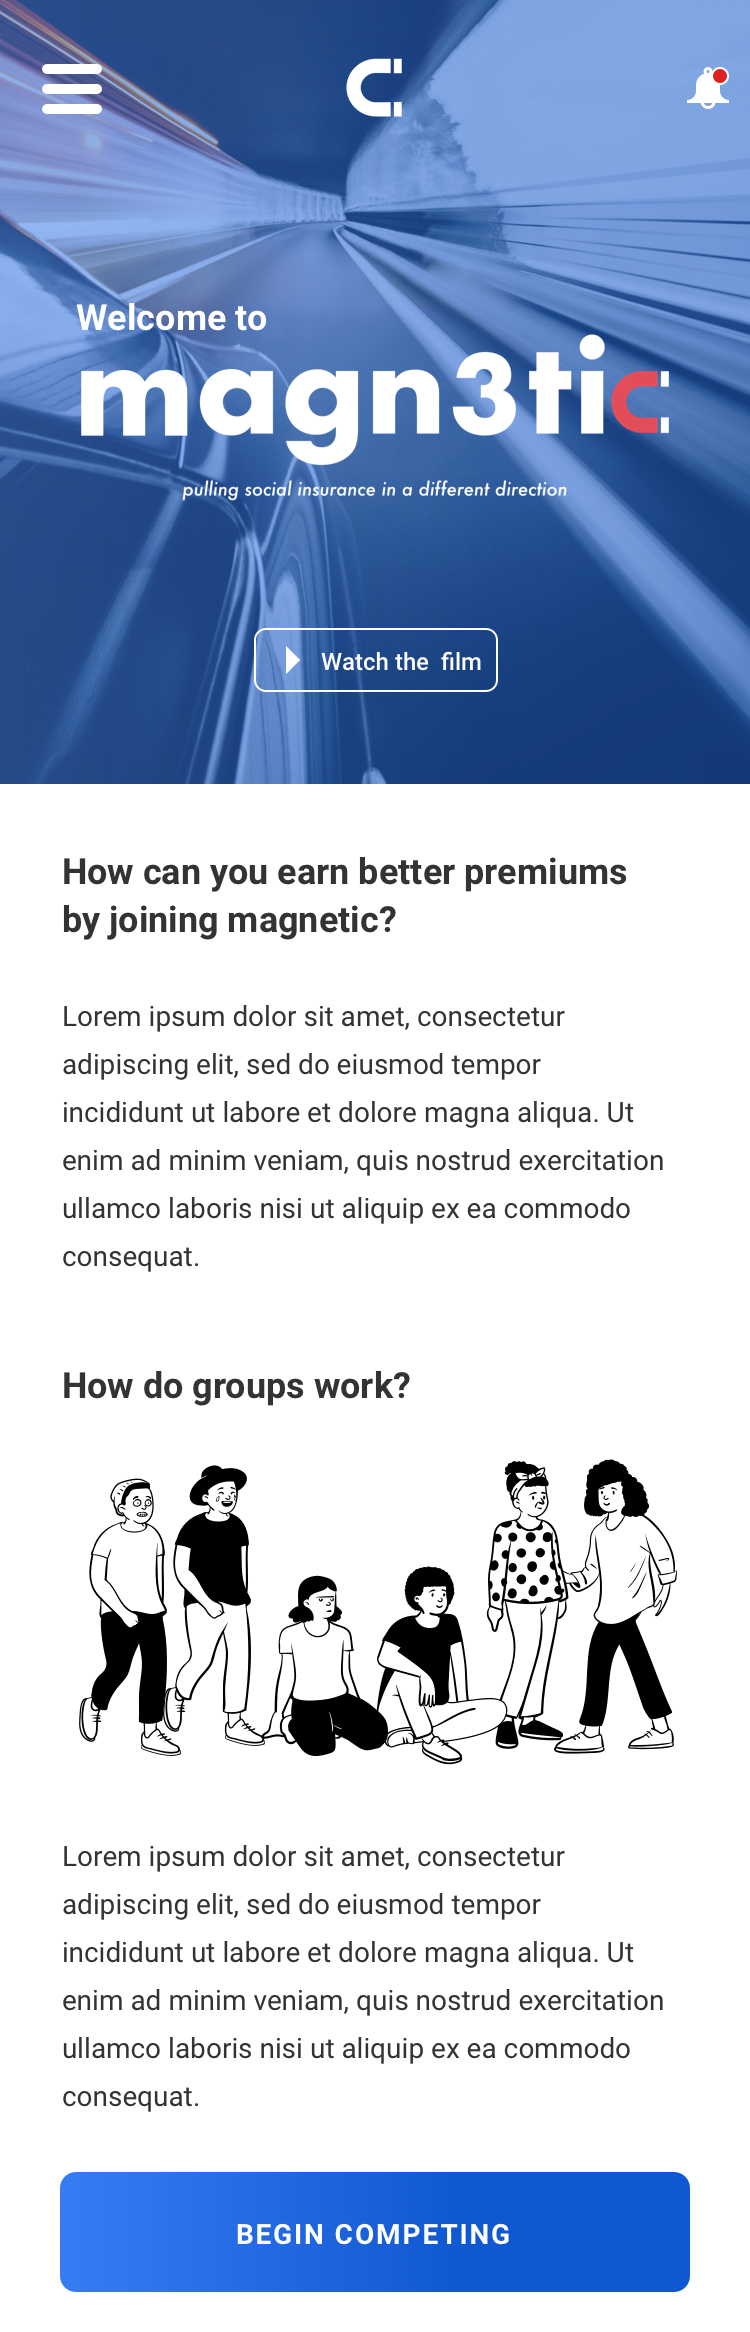 Welcome to
magn3tic
pulling social insurance in a different direction
Watch the film
How can you earn better premiums
by joining magnetic?
Lorem ipsum dolor sit amet, consectetur
adipiscing elit, sed do eiusmod tempor
incididunt ut labore et dolore magna aliqua. Ut
enim ad minim veniam, quis nostrud exercitation
ullamco laboris nisi ut aliquip ex ea commodo
consequat.
How do groups work?
Lorem ipsum dolor sit amet, consectetur
adipiscing elit, sed do eiusmod tempor
incididunt ut labore et dolore magna aliqua. Ut
enim ad minim veniam, quis nostrud exercitation
ullamco laboris nisi ut aliquip ex ea commodo
consequat.
BEGIN COMPETING